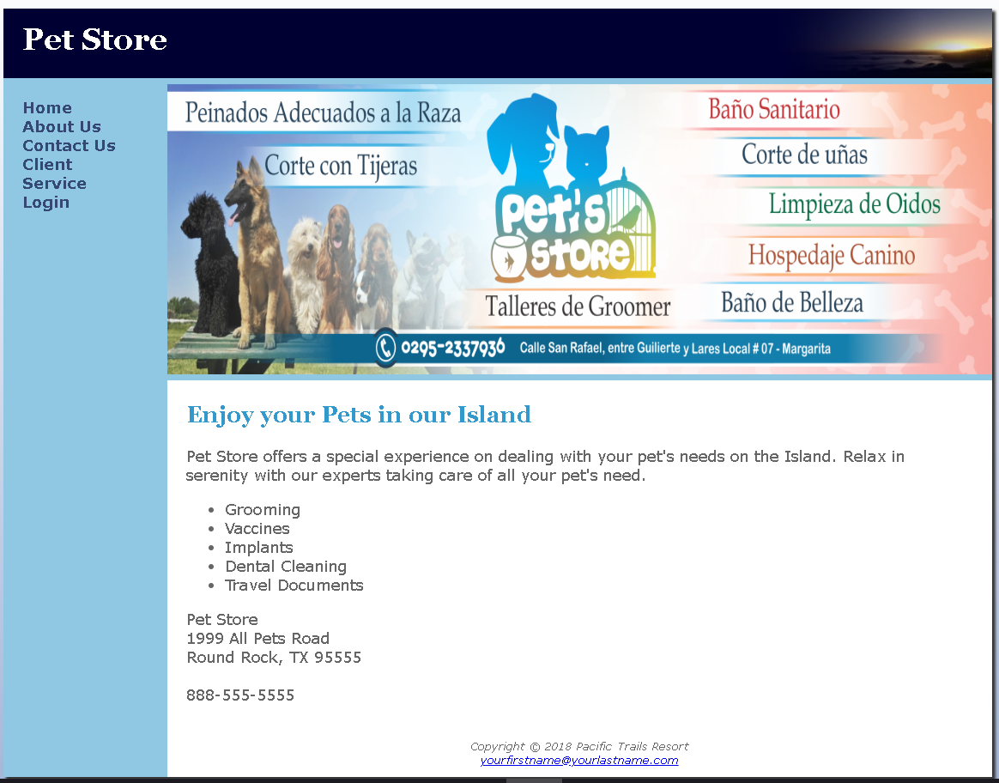 Pet Store
Home
About Us
Contact Us
Client
Service
Login
Peinados Adecuados a la Raza
Corte con Tijeras
Pet's
Store
Talleres de Groomer
Baño Sanitario
Corte de uñas
Limpieza de Oidos
Hospedaje Canino
Baño de Belleza
0295-2337936 Calle San Rafael, entre Guilierte y Lares Local # 07 - Margarita
Enjoy your Pets in our Island
Pet Store offers a special experience on dealing with your pet's needs on the Island. Relax in
serenity with our experts taking care of all your pet's need.
• Grooming
• Vaccines
• Implants
• Dental Cleaning
• Travel Documents
Pet Store
1999 All Pets Road
Round Rock, TX 95555
888-555-5555
Copyright © 2018 Pacific Trails Resort
yourfirstname@yourlastname.com